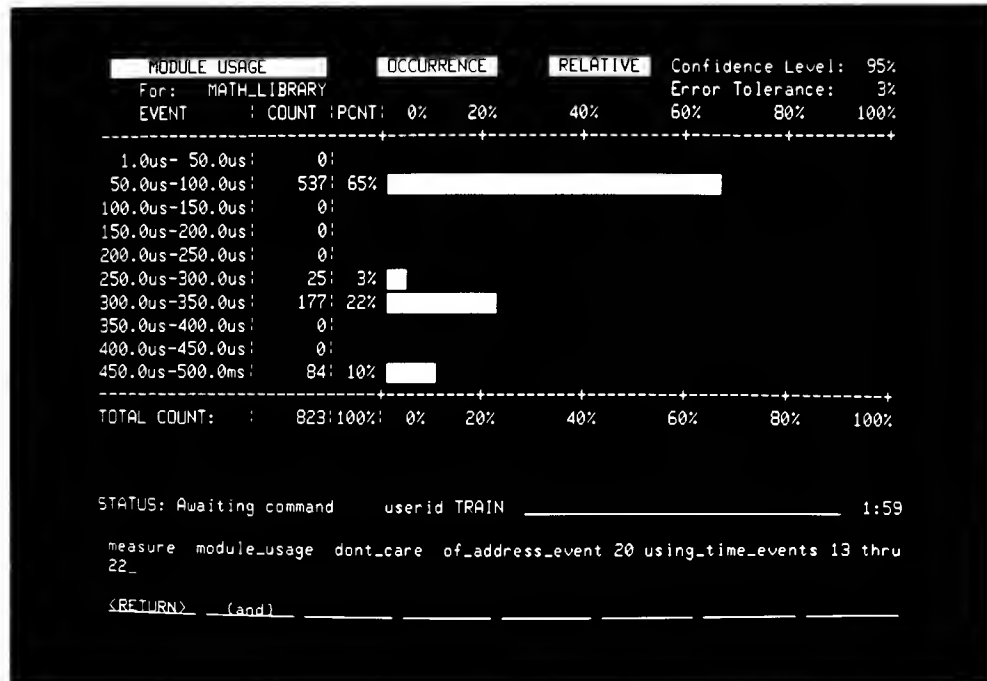 MODULE USAGE OCCURRENCE RELATIVE Confidence Level: 95%
For: MATH_LIBRARY Error Tolerance: 3%
EVENT | COUNT |PCNT| 0% 20% 40% 60% 80% 100%
1.0us- 50.0us| 0|
50.0us-100.0us| 537| 65%
100.0us-150.0us| 0|
150.0us-200.0us| 0|
200.0us-250.0us| 0|
250.0us-300.0us| 25| 3%
300.0us-350.0us| 177| 22%
350.0us-400.0us| 0|
400.0us-450.0us| 0|
450.0us-500.0ms| 84| 10%
TOTAL COUNT: | 823|100%| 0% 20% 40% 60% 80% 100%
STATUS: Awaiting command userid TRAIN 1:59
measure module_usage dont_care of_address_event 20 using_time_events 13 thru
22_
<RETURN> (and)